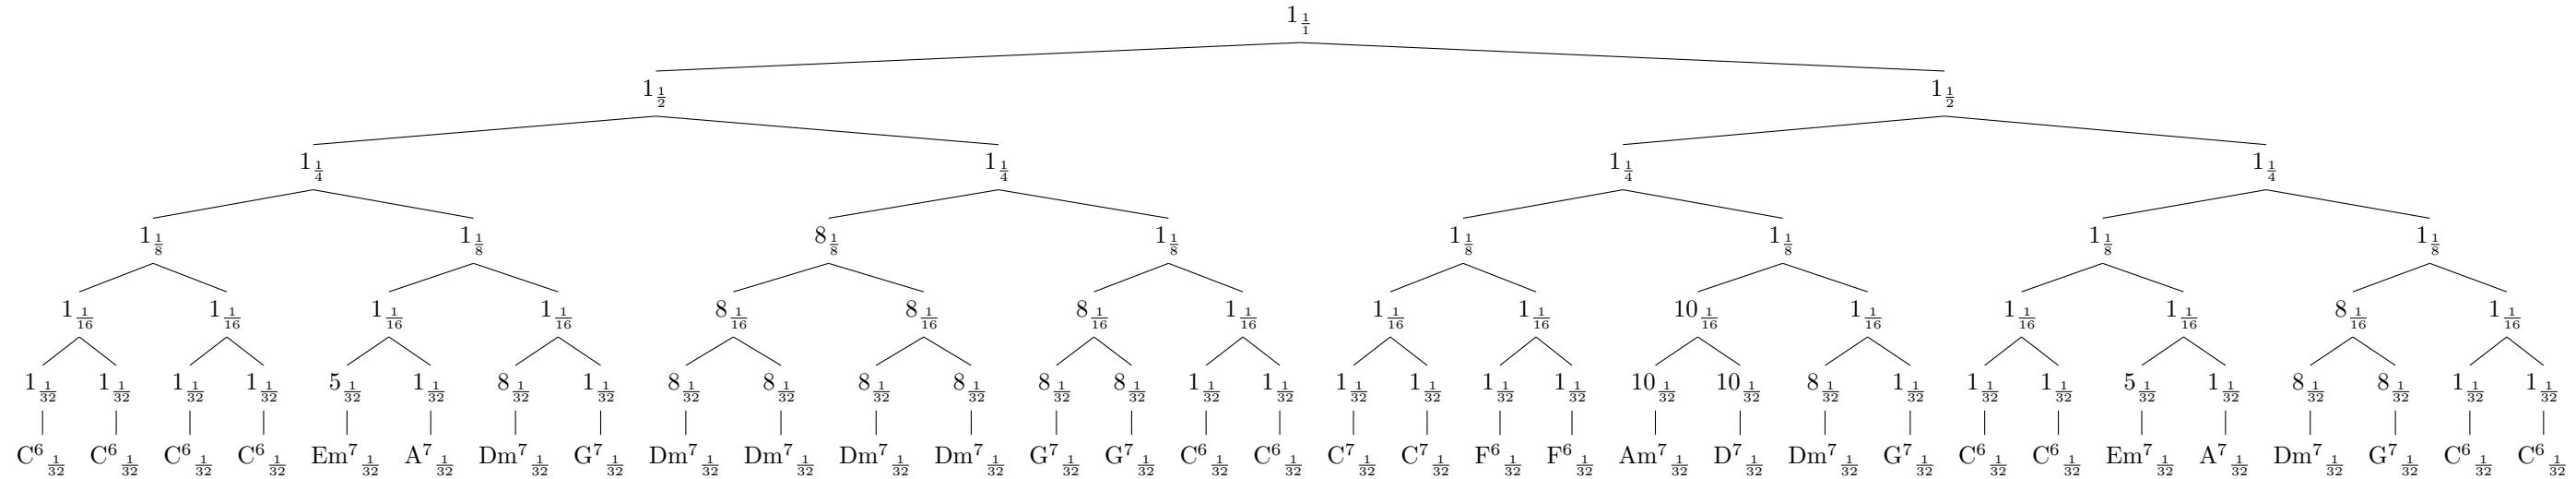 1 1/1
1 1/2 1 1/2
1 1/4 1 1/4 1 1/4 1 1/4
1 1/8 1 1/8 8 1/8 1 1/8 1 1/8 1 1/8 1 1/8 1 1/8
1 1/16 1 1/16 1 1/16 1 1/16 8 1/16 8 1/16 8 1/16 1 1/16 1 1/16 1 1/16 10 1/16 1 1/16 1 1/16 1 1/16 8 1/16 1 1/16
1 1/32 1 1/32 1 1/32 1 1/32 5 1/32 1 1/32 8 1/32 1 1/32 8 1/32 8 1/32 8 1/32 8 1/32 8 1/32 8 1/32 1 1/32 1 1/32 1 1/32 1 1/32 1 1/32 1 1/32 10 1/32 10 1/32 8 1/32 1 1/32 1 1/32 1 1/32 5 1/32 1 1/32 8 1/32 8 1/32 1 1/32 1 1/32
C⁶ 1/32 C⁶ 1/32 C⁶ 1/32 C⁶ 1/32 Em⁷ 1/32 A⁷ 1/32 Dm⁷ 1/32 G⁷ 1/32 Dm⁷ 1/32 Dm⁷ 1/32 Dm⁷ 1/32 Dm⁷ 1/32 G⁷ 1/32 G⁷ 1/32 C⁶ 1/32 C⁶ 1/32 C⁷ 1/32 C⁷ 1/32 F⁶ 1/32 F⁶ 1/32 Am⁷ 1/32 D⁷ 1/32 Dm⁷ 1/32 G⁷ 1/32 C⁶ 1/32 C⁶ 1/32 Em⁷ 1/32 A⁷ 1/32 Dm⁷ 1/32 G⁷ 1/32 C⁶ 1/32 C⁶ 1/32